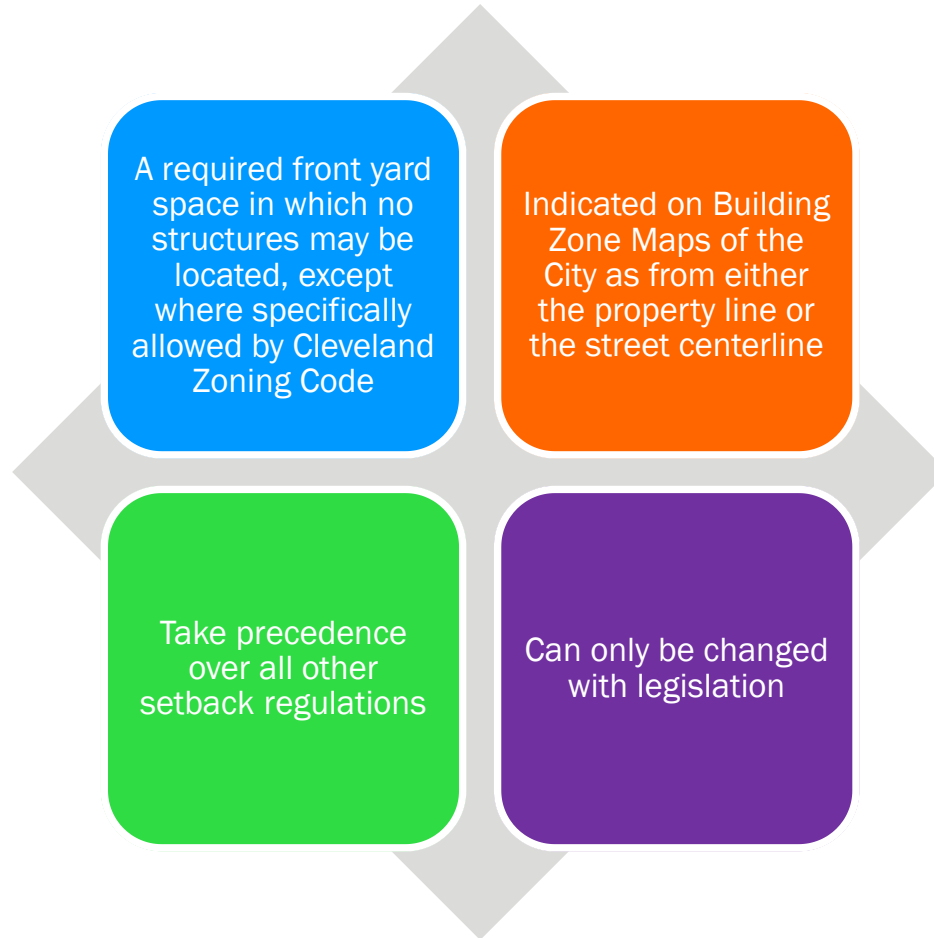 A required front yard
space in which no
structures may be
located, except
where specifically
allowed by Cleveland
Zoning Code
Indicated on Building
Zone Maps of the
City as from either
the property line or
the street centerline
Take precedence
over all other
setback regulations
Can only be changed
with legislation